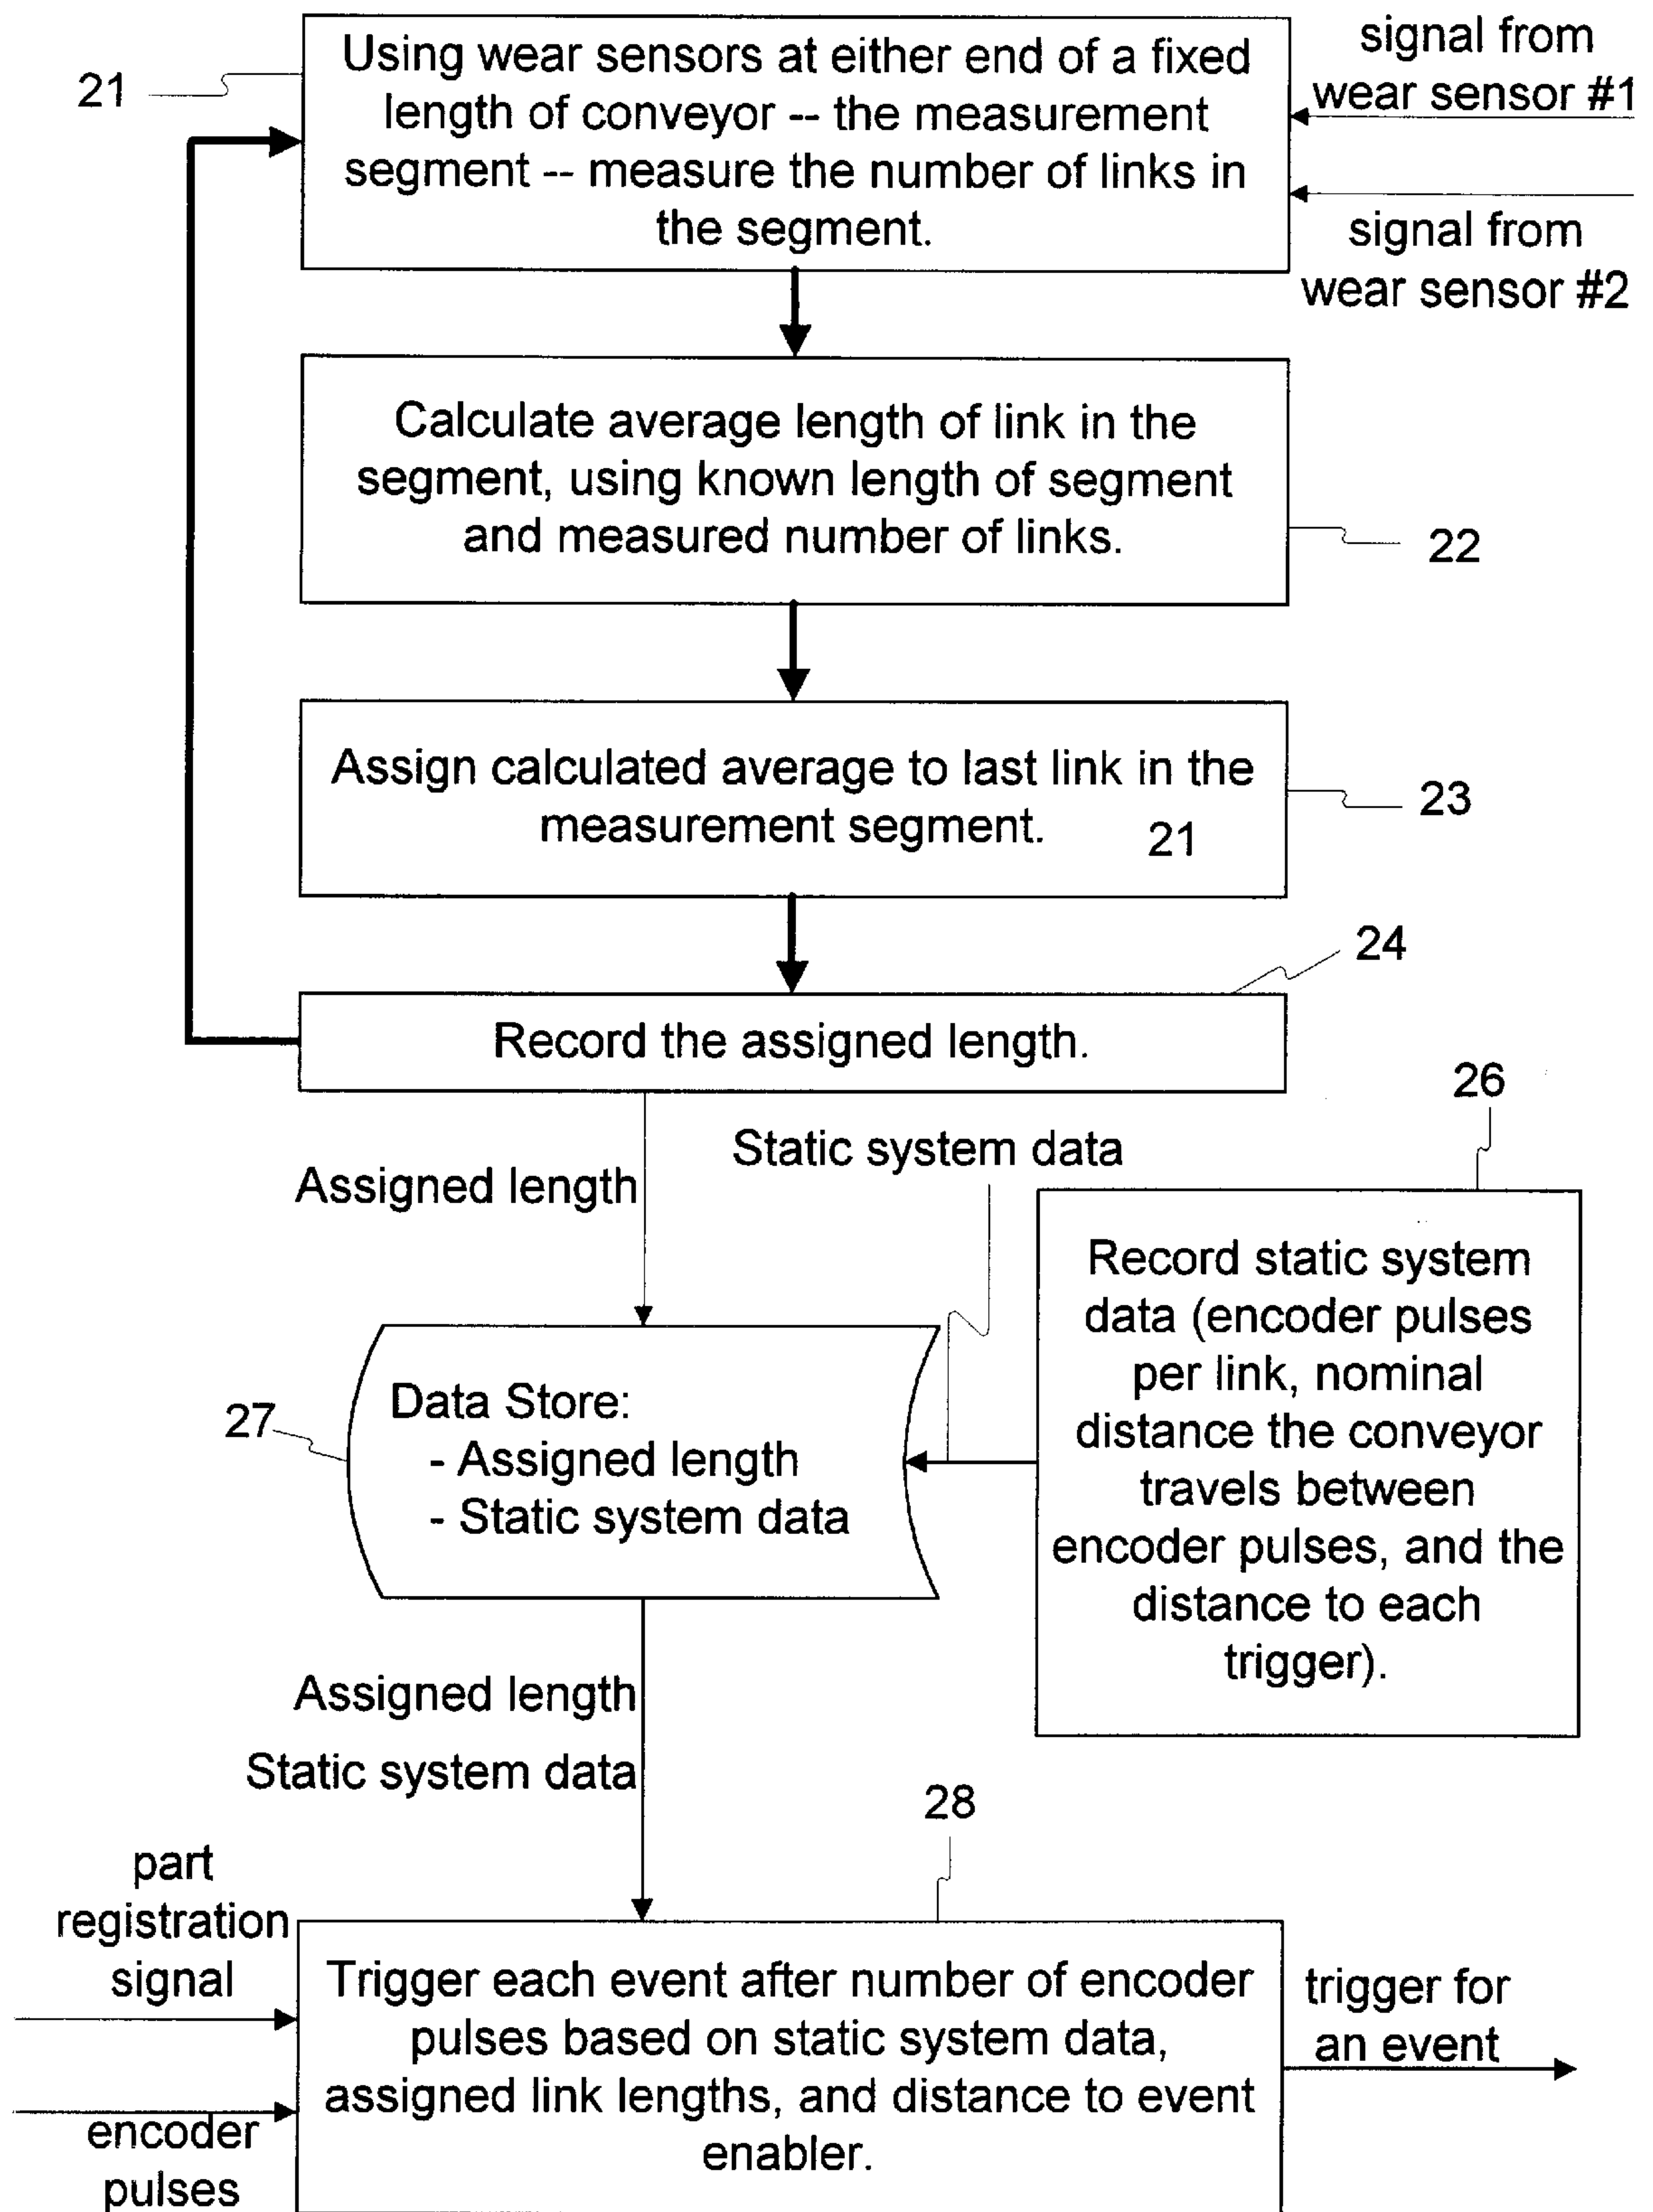 signal from
wear sensor #1
21
Using wear sensors at either end of a fixed
length of conveyor -- the measurement
segment -- measure the number of links in
the segment.
signal from
wear sensor #2
Calculate average length of link in the
segment, using known length of segment
and measured number of links.
22
Assign calculated average to last link in the
measurement segment.
21
23
24
Record the assigned length.
26
Static system data
Assigned length
Record static system
data (encoder pulses
per link, nominal
distance the conveyor
travels between
encoder pulses, and the
distance to each
trigger).
27
Data Store:
- Assigned length
- Static system data
Assigned length
Static system data
28
part
registration
signal
encoder
pulses
Trigger each event after number of encoder
pulses based on static system data,
assigned link lengths, and distance to event
enabler.
trigger for
an event